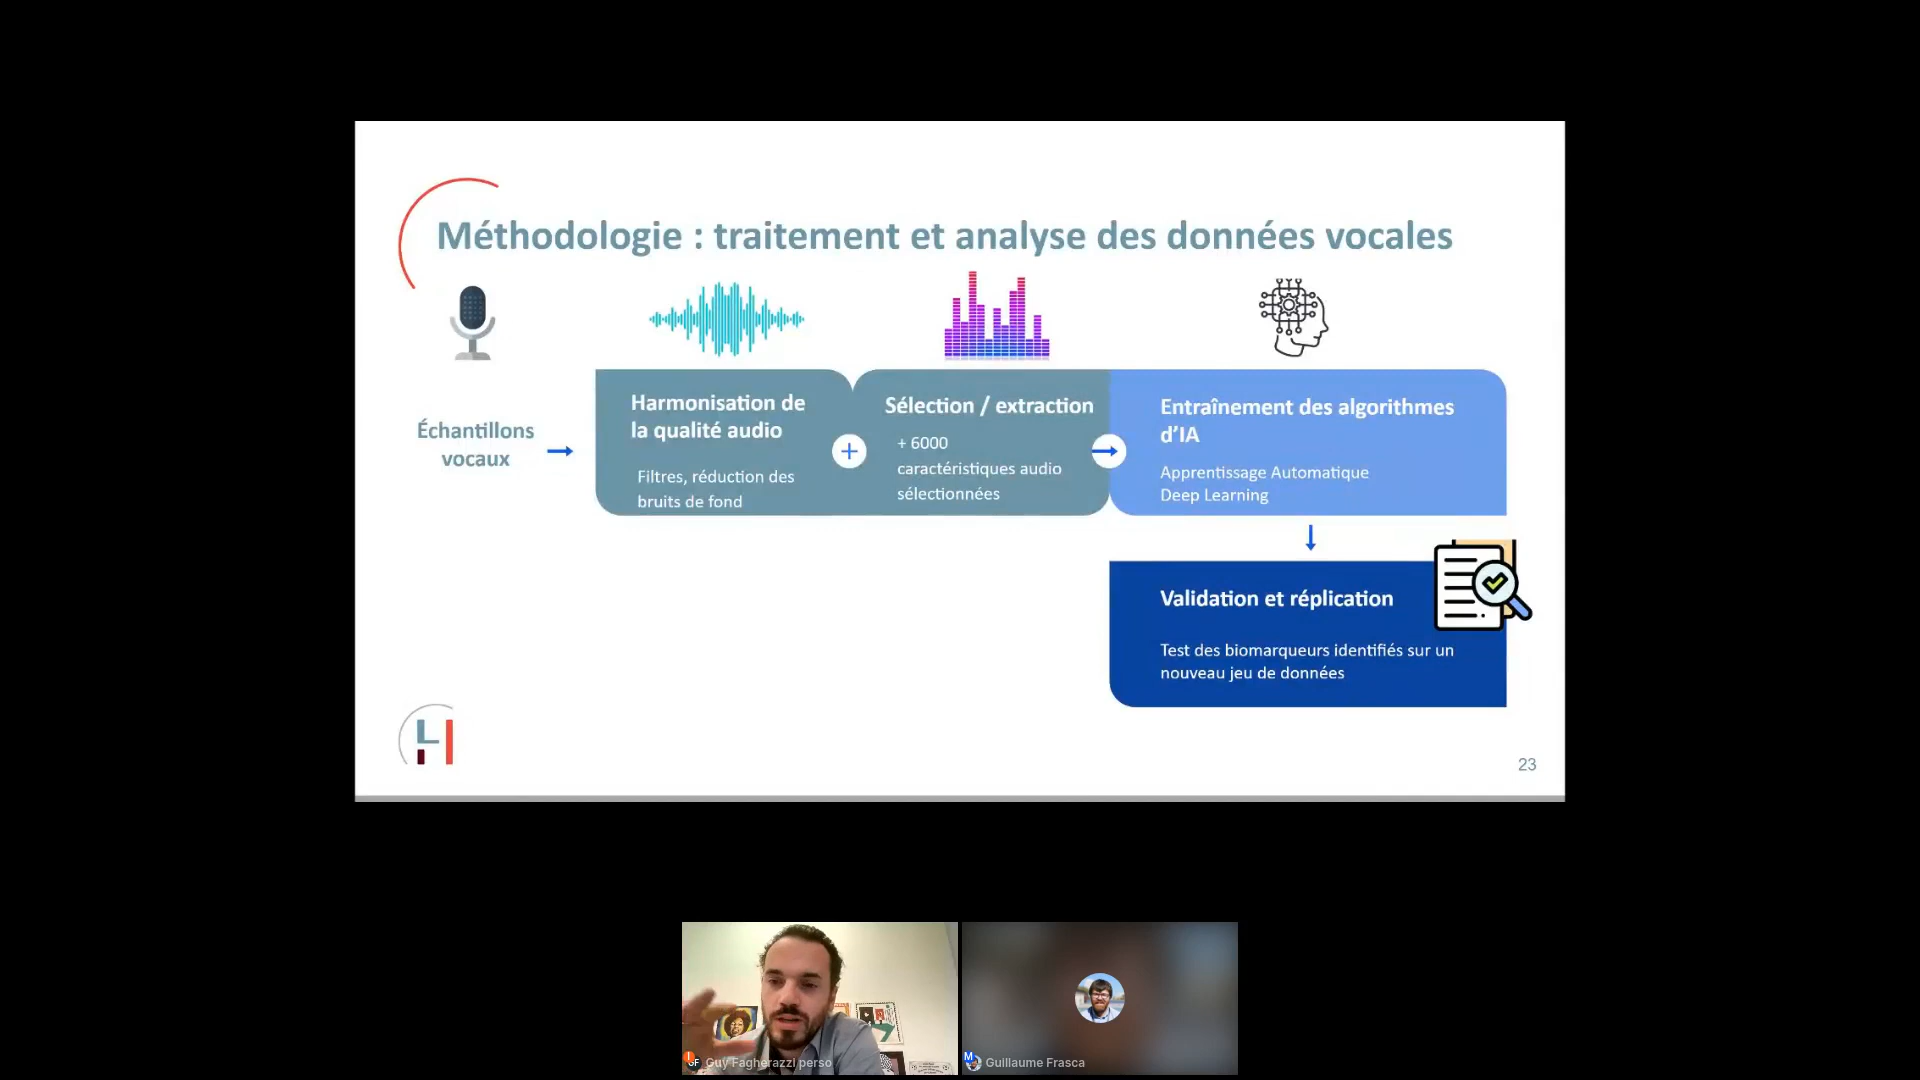 Méthodologie : traitement et analyse des données vocales
Échantillons
vocaux
Harmonisation de
la qualité audio
Filtres, réduction des
bruits de fond
Sélection / extraction
+ 6000
caractéristiques audio
sélectionnées
Entraînement des algorithmes
d’IA
Apprentissage Automatique
Deep Learning
Validation et réplication
Test des biomarqueurs identifiés sur un
nouveau jeu de données
23
GF Guy Fagherazzi perso
M Guillaume Frasca